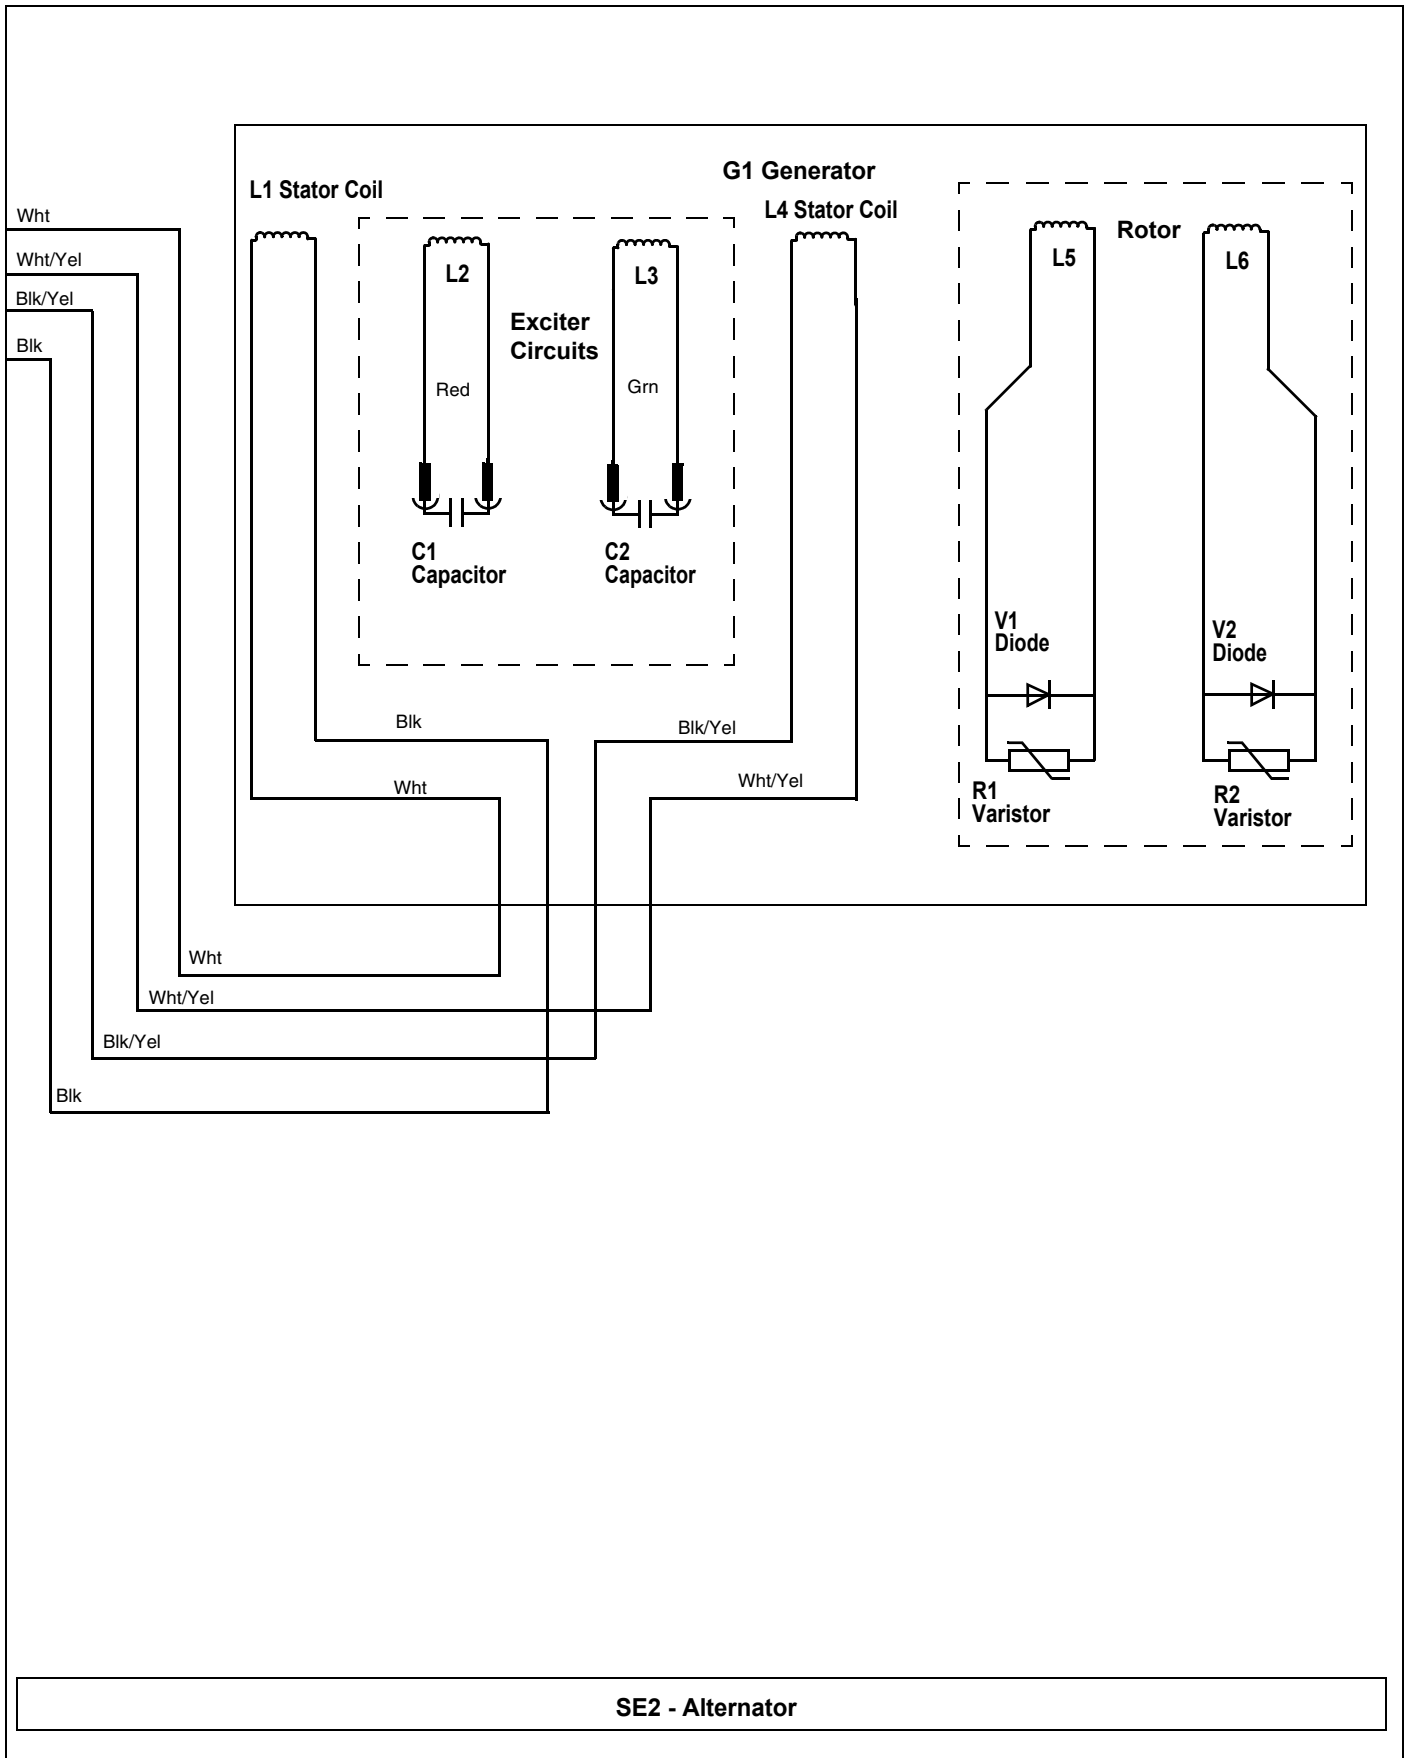 G1 Generator
L1 Stator Coil
L4 Stator Coil
Wht
Wht/Yel
Blk/Yel
Blk
Rotor
L2
L3
L5
L6
Exciter
Circuits
Red
Grn
C1
Capacitor
C2
Capacitor
V1
Diode
V2
Diode
Blk
Blk/Yel
Wht
Wht/Yel
R1
Varistor
R2
Varistor
Wht
Wht/Yel
Blk/Yel
Blk
SE2 - Alternator